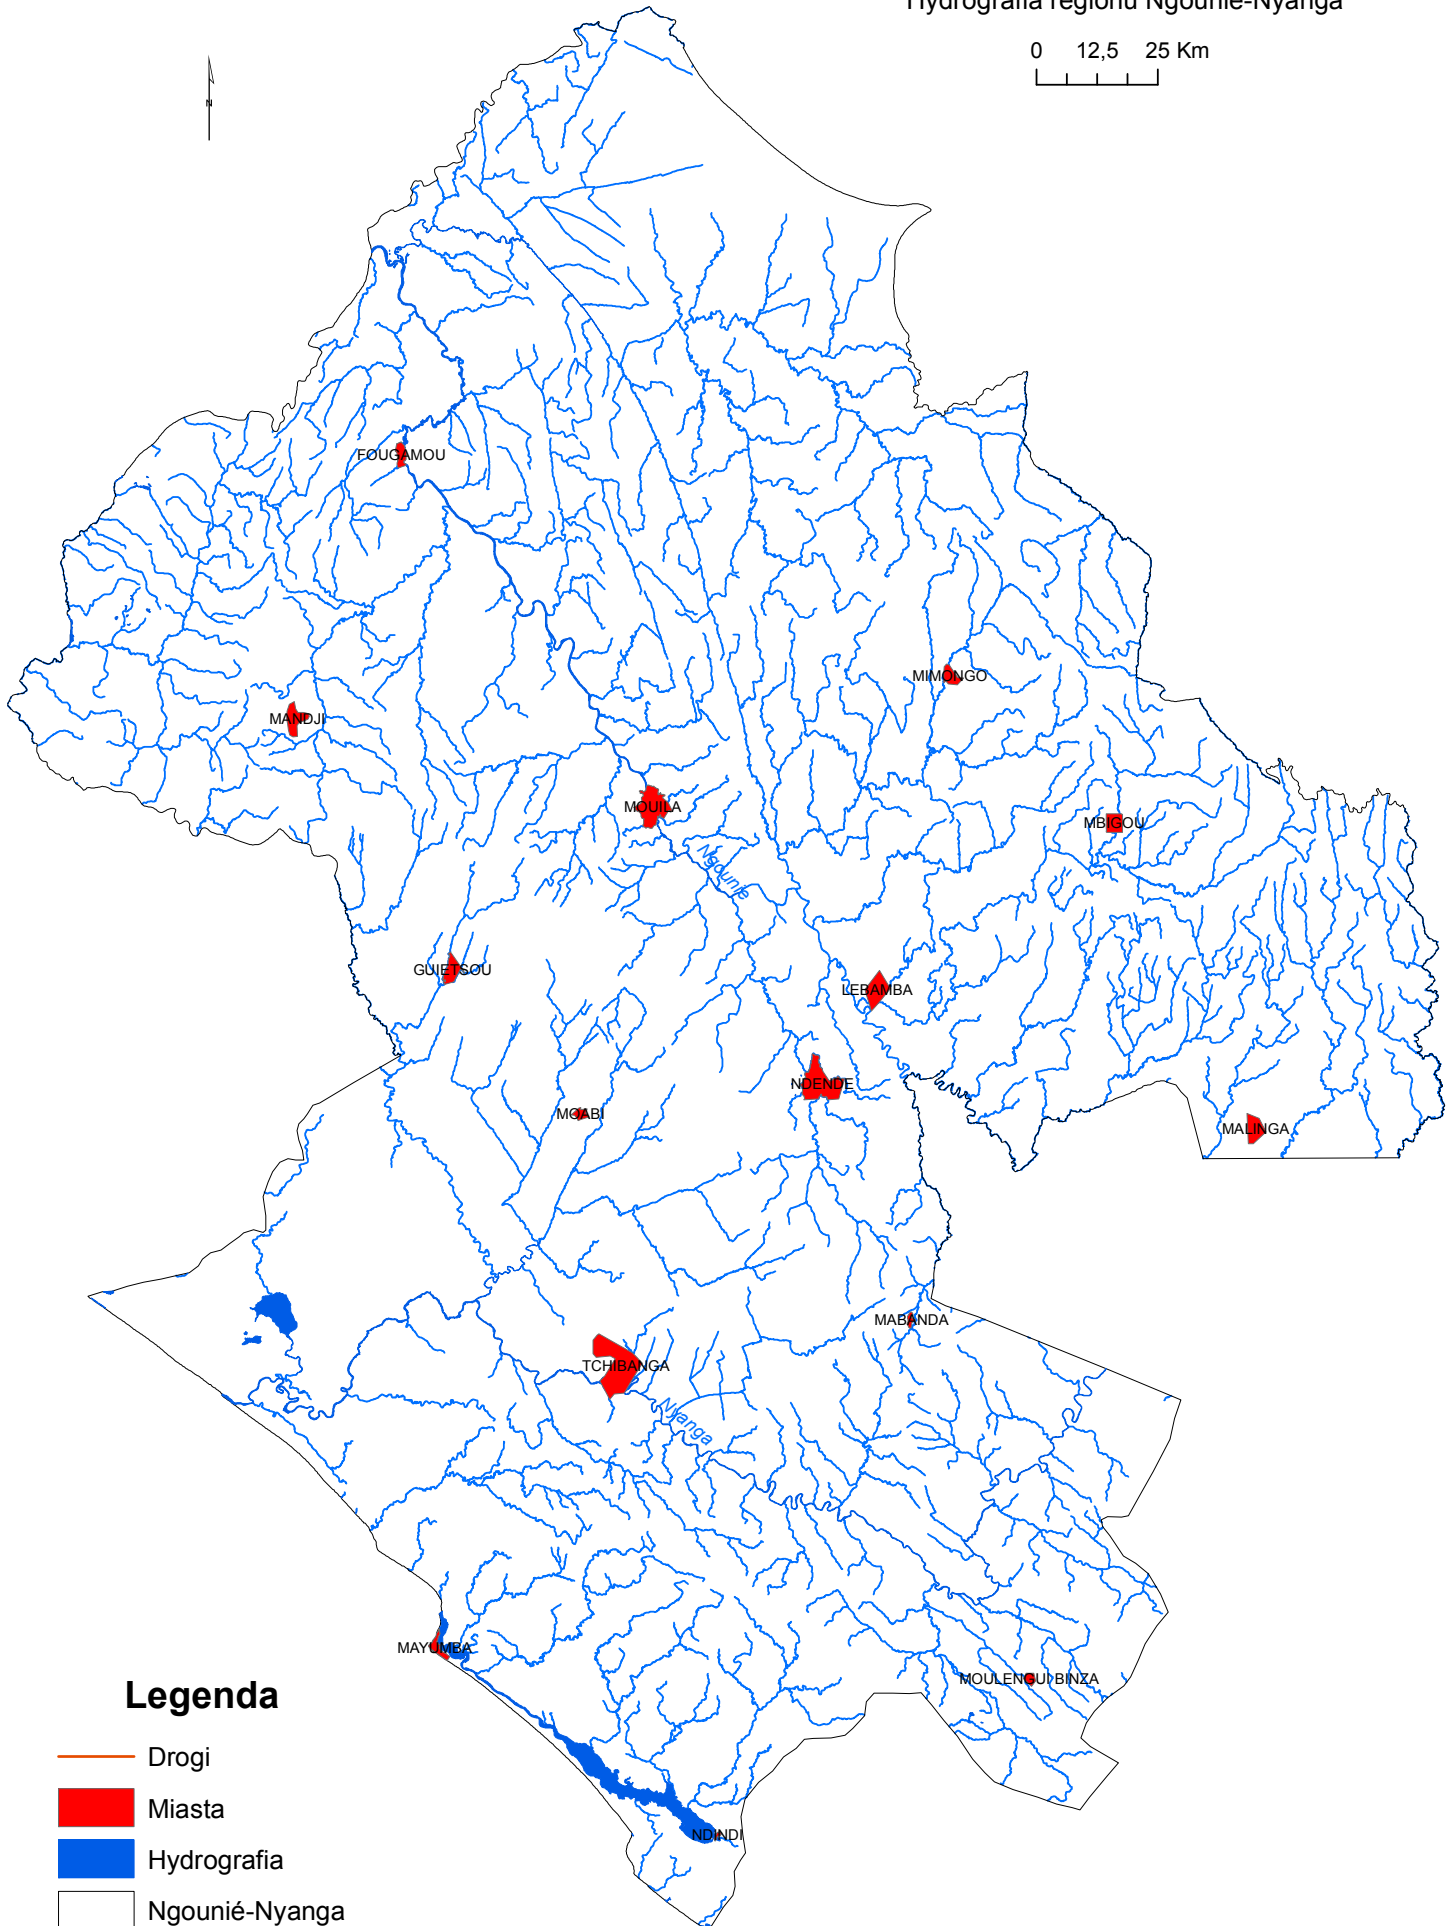 Hydrografia regionu Ngounié-Nyanga
0 12,5 25 Km
N
FOUGAMOU
MIMONGO
MANDJI
MOUILA
MBIGOU
Ngounié
GUIETSOU
LEBAMBA
NDENDE
MOABI
MALINGA
MABANDA
TCHIBANGA
Nyanga
MAYUMBA
MOULENGUI BINZA
NDINDI
Legenda
Drogi
Miasta
Hydrografia
Ngounié-Nyanga